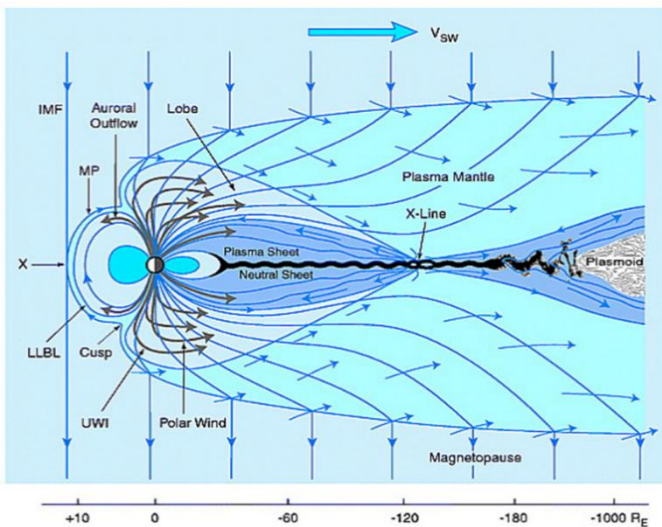 V_SW
IMF
Auroral
Outflow
Lobe
MP
Plasma Mantle
X-Line
Plasma Sheet
X
Neutral Sheet
Plasmoid
LLBL
Cusp
UWI
Polar Wind
Magnetopause
+10 0 -60 -120 -180 -1000 R_E